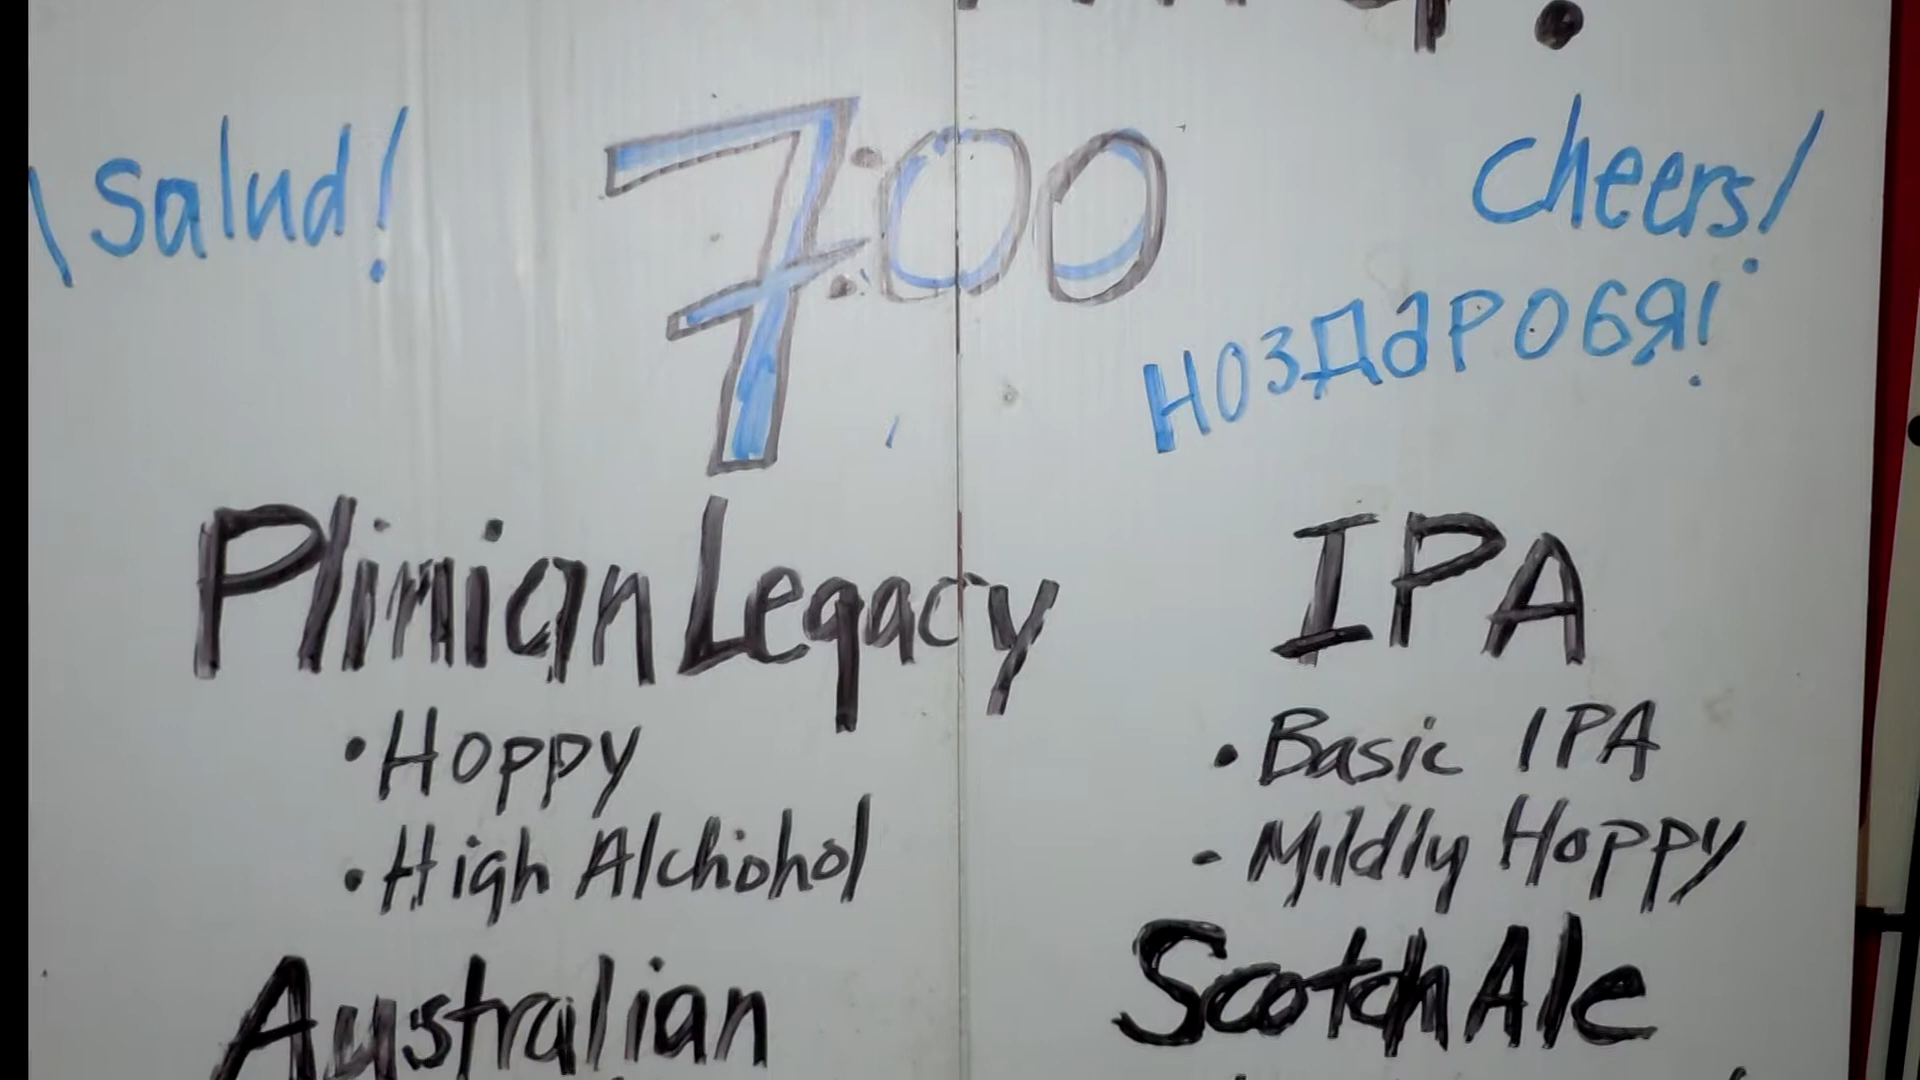 ¡Salud!
7:00
Cheers!
НОЗДАРОБЯ!
Plinian Legacy
• Hoppy
• High Alchohol
IPA
• Basic IPA
- Mildly Hoppy
Australian
Scotch Ale